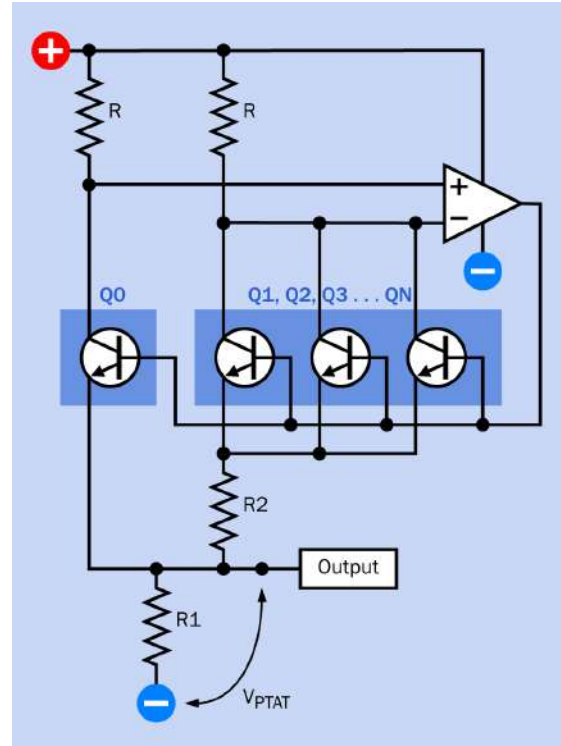 +
R
R
+
−
−
Q0
Q1, Q2, Q3 . . . QN
R2
Output
R1
−
VPTAT